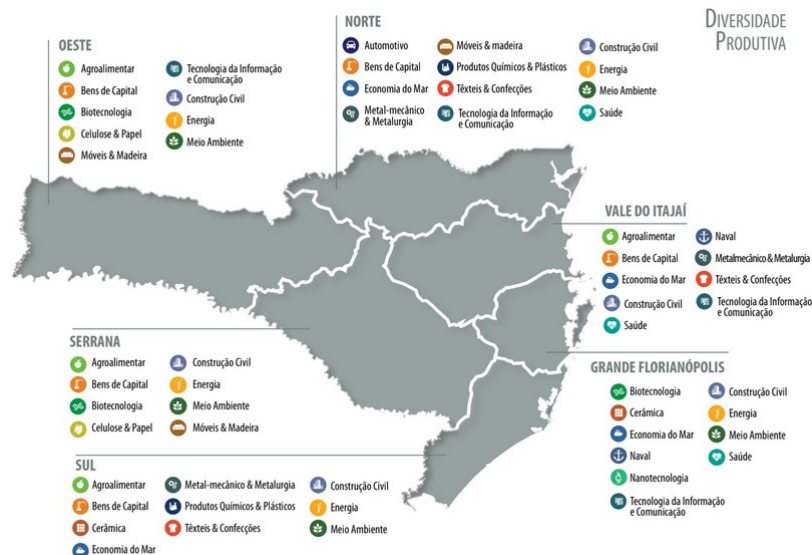 DIVERSIDADE
PRODUTIVA
OESTE
Agroalimentar
Bens de Capital
Biotecnologia
Celulose & Papel
Móveis & Madeira
Tecnologia da Informação
e Comunicação
Construção Civil
Energia
Meio Ambiente
NORTE
Automotivo
Bens de Capital
Economia do Mar
Metal-mecânico
& Metalurgia
Móveis & madeira
Produtos Químicos & Plásticos
Têxteis & Confecções
Tecnologia da Informação
e Comunicação
Construção Civil
Energia
Meio Ambiente
Saúde
VALE DO ITAJAÍ
Agroalimentar
Bens de Capital
Economia do Mar
Construção Civil
Saúde
Naval
Metalmecânico & Metalurgia
Têxteis & Confecções
Tecnologia da Informação
e Comunicação
SERRANA
Agroalimentar
Bens de Capital
Biotecnologia
Celulose & Papel
Construção Civil
Energia
Meio Ambiente
Móveis & Madeira
GRANDE FLORIANÓPOLIS
Biotecnologia
Cerâmica
Economia do Mar
Naval
Nanotecnologia
Tecnologia da Informação
e Comunicação
Construção Civil
Energia
Meio Ambiente
Saúde
SUL
Agroalimentar
Bens de Capital
Cerâmica
Economia do Mar
Metal-mecânico & Metalurgia
Produtos Químicos & Plásticos
Têxteis & Confecções
Construção Civil
Energia
Meio Ambiente